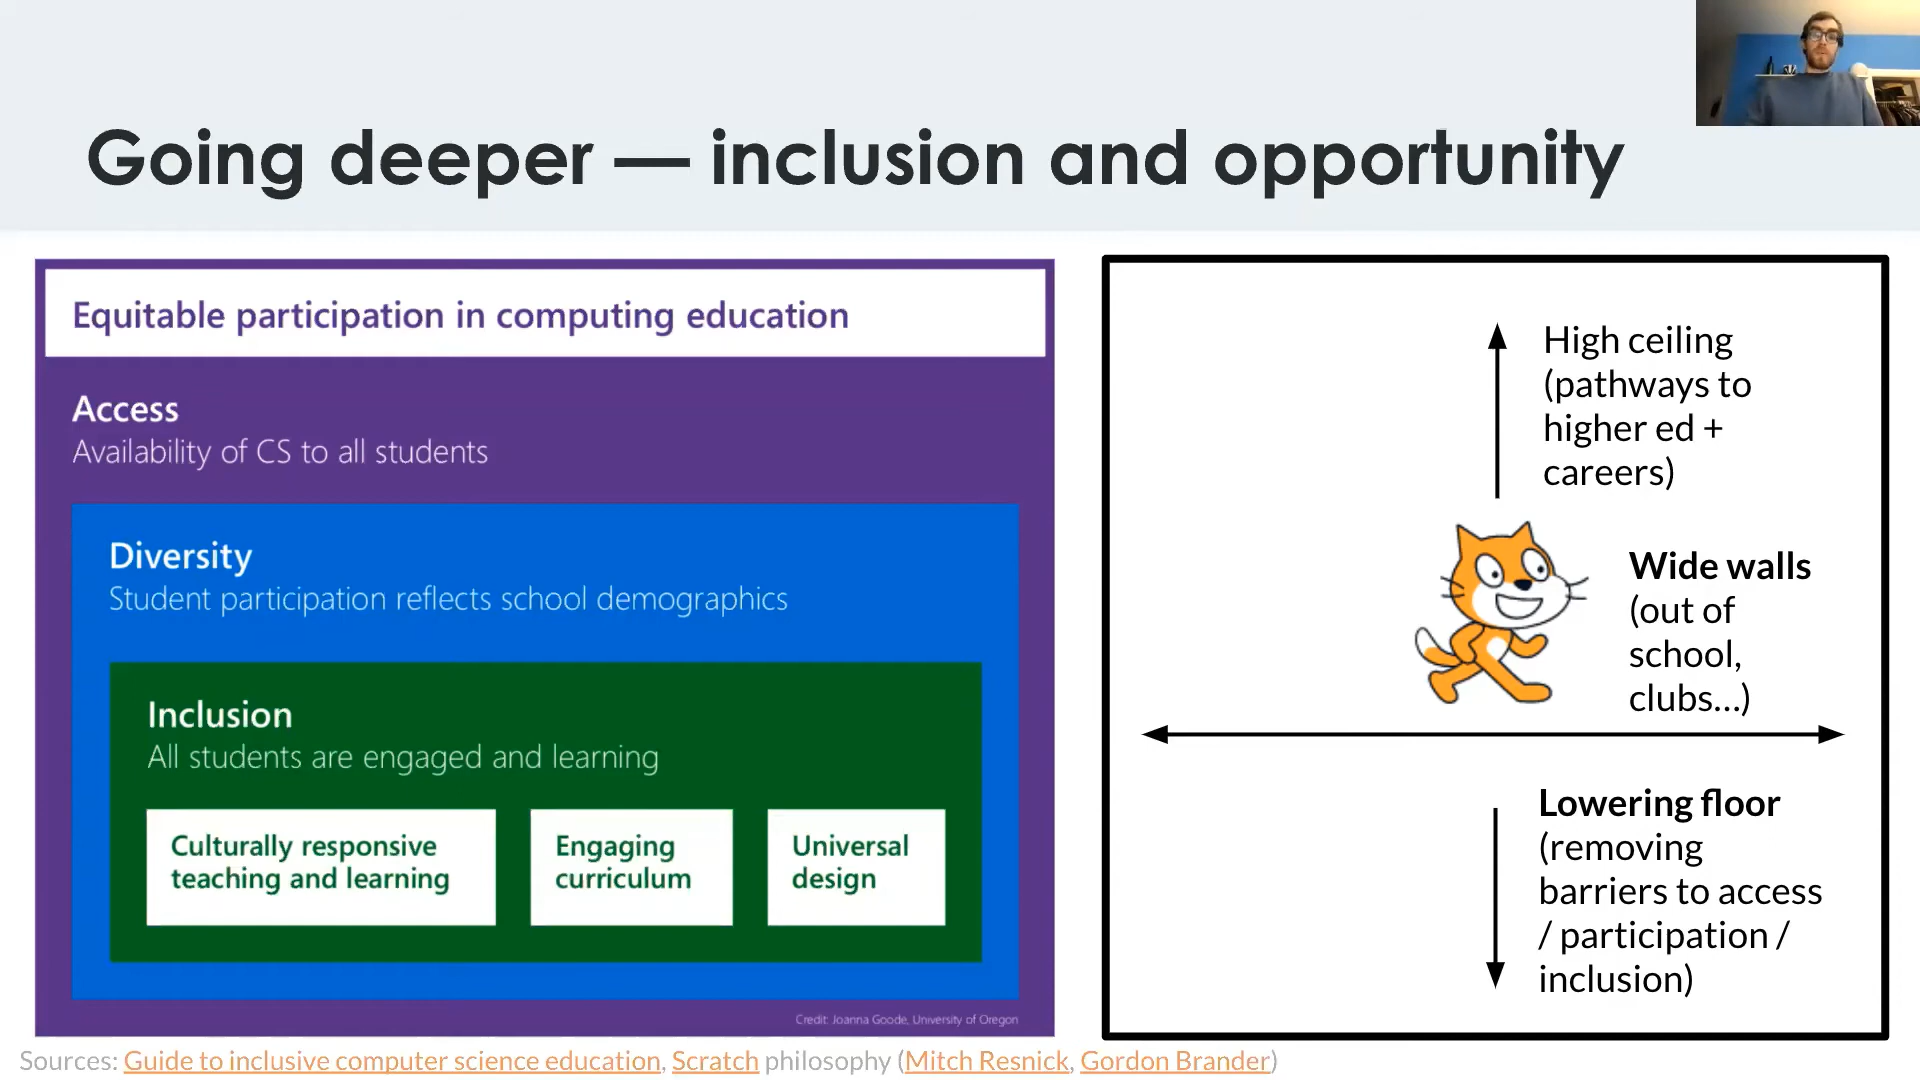 Going deeper — inclusion and opportunity
Equitable participation in computing education
Access
Availability of CS to all students
Diversity
Student participation reflects school demographics
Inclusion
All students are engaged and learning
Culturally responsive
teaching and learning
Engaging
curriculum
Universal
design
Credit: Joanna Goode, University of Oregon
High ceiling
(pathways to
higher ed +
careers)
Wide walls
(out of
school,
clubs...)
Lowering floor
(removing
barriers to access
/ participation /
inclusion)
Sources: Guide to inclusive computer science education, Scratch philosophy (Mitch Resnick, Gordon Brander)